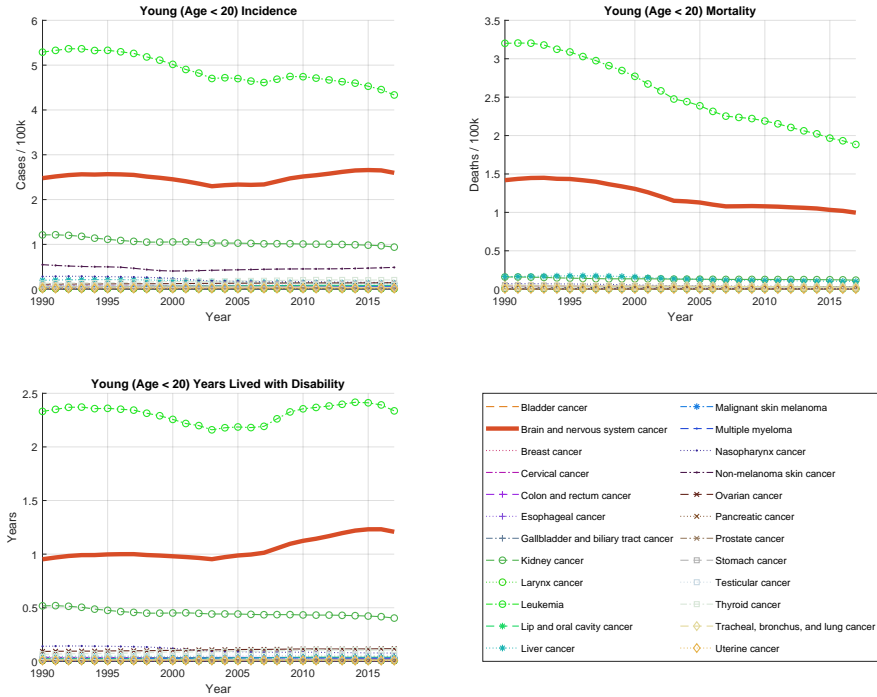 Young (Age < 20) Incidence
6
5
4
3
2
1
0
Cases / 100k
1990
1995
2000
2005
2010
2015
Year
Young (Age < 20) Mortality
3.5
3
2.5
2
1.5
1
0.5
0
Deaths / 100k
1990
1995
2000
2005
2010
2015
Year
Young (Age < 20) Years Lived with Disability
2.5
2
1.5
1
0.5
0
Years
1990
1995
2000
2005
2010
2015
Year
Bladder cancer
Brain and nervous system cancer
Breast cancer
Cervical cancer
Colon and rectum cancer
Esophageal cancer
Gallbladder and biliary tract cancer
Kidney cancer
Larynx cancer
Leukemia
Lip and oral cavity cancer
Liver cancer
Malignant skin melanoma
Multiple myeloma
Nasopharynx cancer
Non-melanoma skin cancer
Ovarian cancer
Pancreatic cancer
Prostate cancer
Stomach cancer
Testicular cancer
Thyroid cancer
Tracheal, bronchus, and lung cancer
Uterine cancer